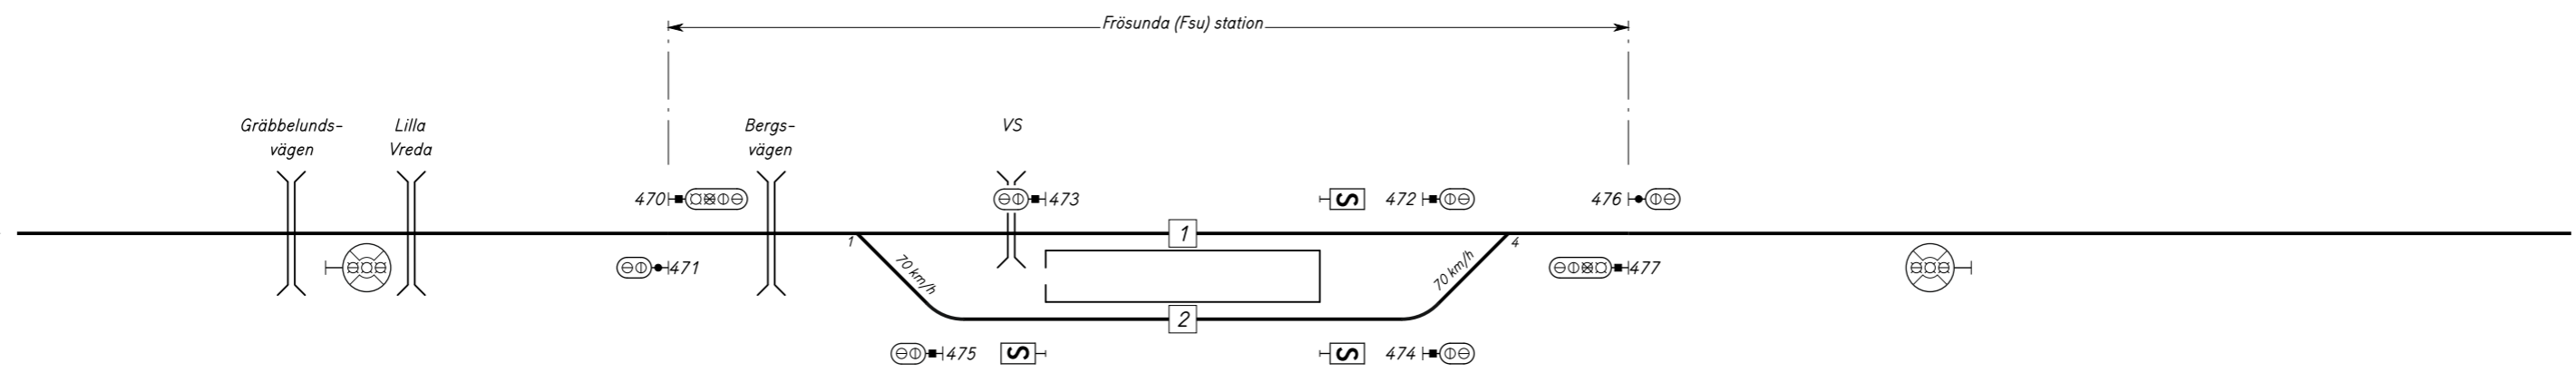 Frösunda (Fsu) station
Gräbbelunds-
vägen
Lilla
Vreda
Bergs-
vägen
VS
470
473
S
472
476
1
1
4
471
70 km/h
70 km/h
477
2
475
S
S
474